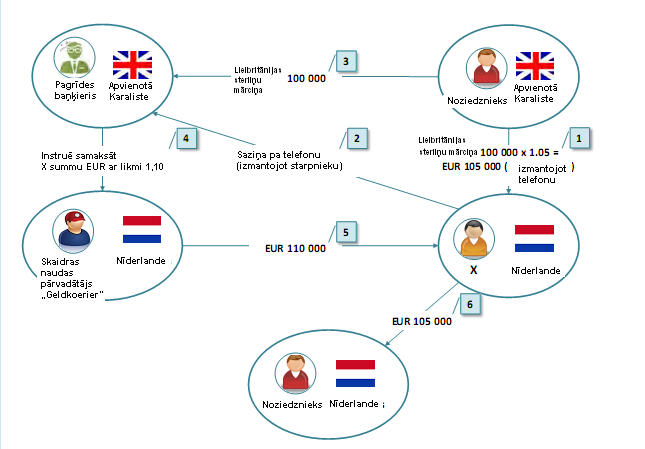 Pagrīdes
baņķieris
Apvienotā
Karaliste
3
Lielbritānijas
sterliņu
mārciņa
100 000
Noziedznieks
Apvienotā
Karaliste
4
Instruē samaksāt
X summu EUR ar likmi 1,10
2
Saziņa pa telefonu
(izmantojot starpnieku)
1
Lielbritānijas
sterliņu mārciņa 100 000 x 1.05 =
EUR 105 000 ( izmantojot )
telefonu
Skaidras
naudas
pārvadātājs
„Geldkoerier”
Nīderlande
5
EUR 110 000
X
Nīderlande
6
EUR 105 000
Noziedznieks
Nīderlande ;